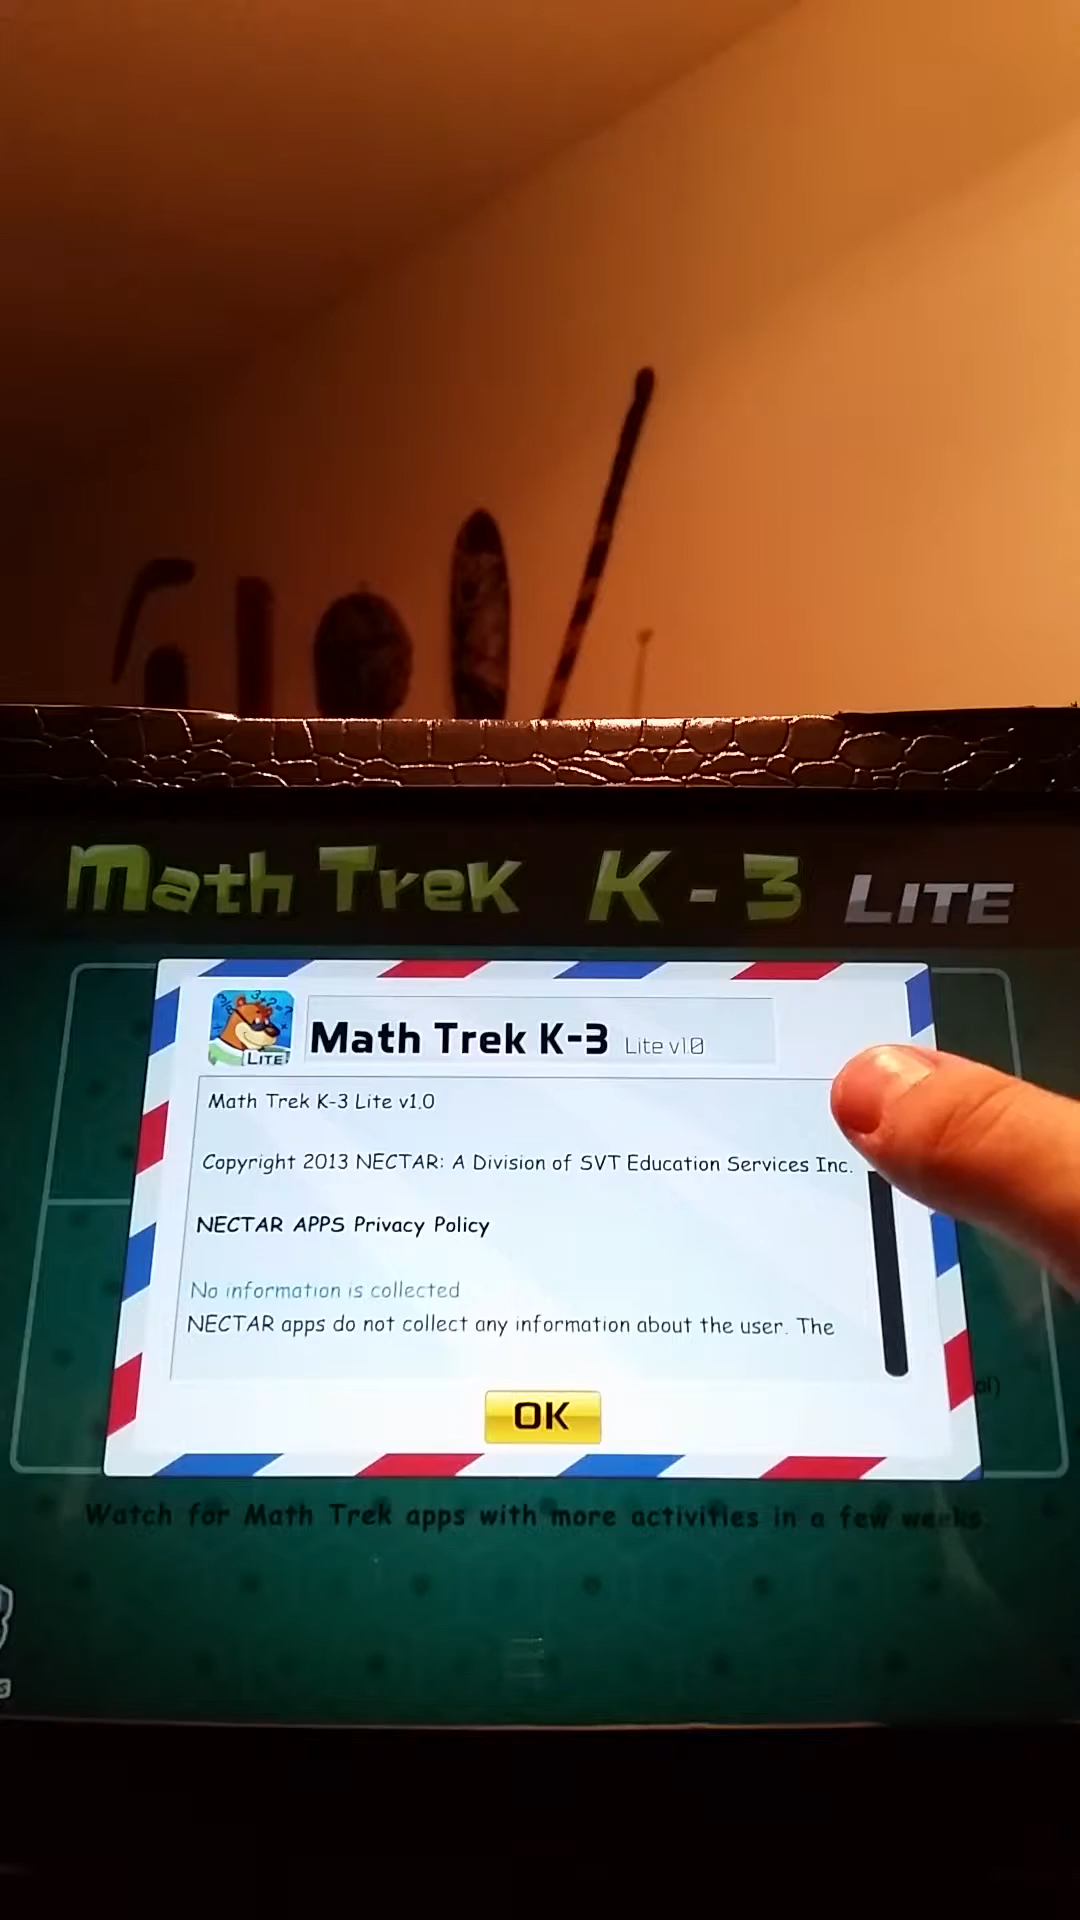 Math Trek K-3 LITE
LITE
Math Trek K-3 Lite v1.0
Math Trek K-3 Lite v1.0
Copyright 2013 NECTAR: A Division of SVT Education Services Inc.
NECTAR APPS Privacy Policy
No information is collected
NECTAR apps do not collect any information about the user. The
OK
Watch for Math Trek apps with more activities in a few weeks.